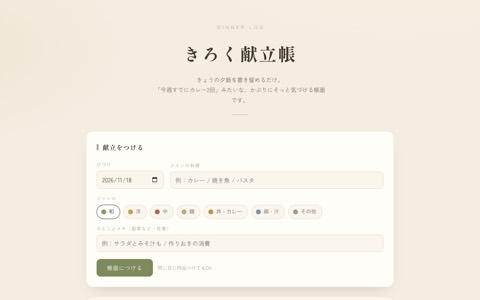 DINNER LOG
きろく献立帳
きょうの夕飯を書き留めるだけ。
「今週すでにカレー2回」みたいな、かぶりにそっと気づける帳面
です。
献立をつける
日づけ
メインの料理
2026/11/18
例：カレー / 焼き魚 / パスタ
ジャンル
和 洋 中 麺 丼・カレー 鍋・汁 その他
ひとことメモ（副菜など・任意）
例：サラダとみそ汁も / 作りおきの消費
帳面につける
同じ日に何品つけてもOK